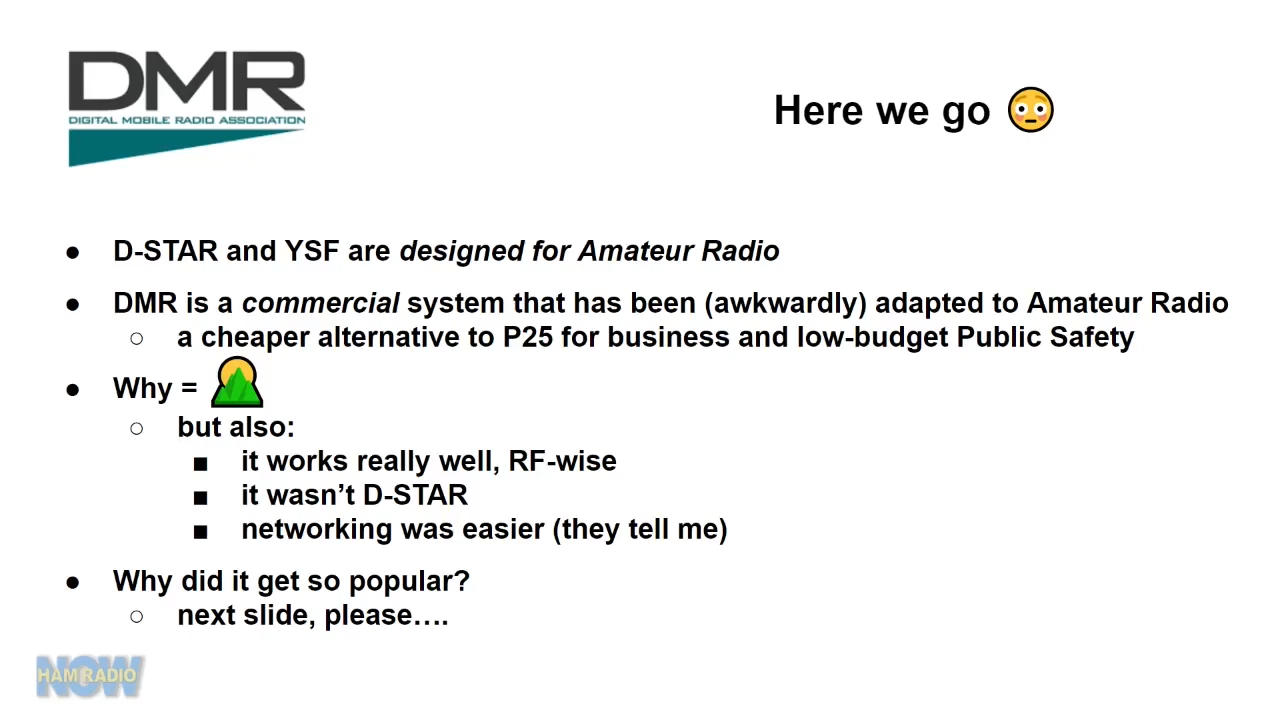 DMR
DIGITAL MOBILE RADIO ASSOCIATION
Here we go 😳
● D-STAR and YSF are designed for Amateur Radio
● DMR is a commercial system that has been (awkwardly) adapted to Amateur Radio
○ a cheaper alternative to P25 for business and low-budget Public Safety
● Why =
○ but also:
■ it works really well, RF-wise
■ it wasn’t D-STAR
■ networking was easier (they tell me)
● Why did it get so popular?
○ next slide, please….
HAM RADIO
NOW